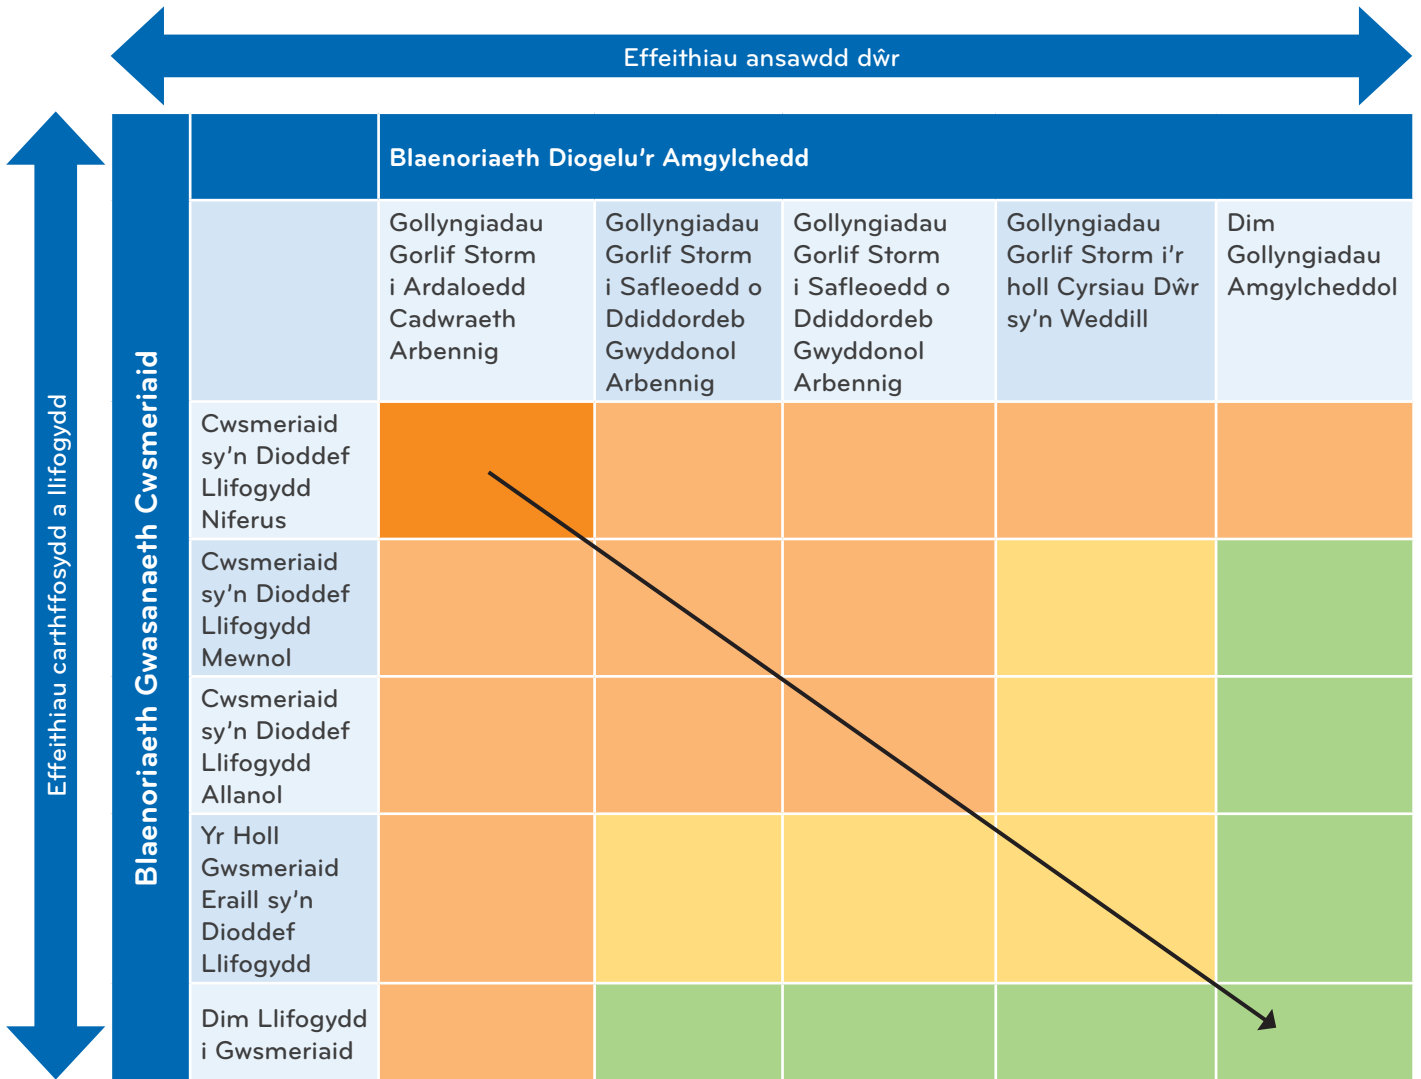 Effeithiau ansawdd dŵr
Effeithiau carthffosydd a llifogydd
Blaenoriaeth Gwasanaeth Cwsmeriaid
Blaenoriaeth Diogelu'r Amgylchedd
Gollyngiadau
Gorlif Storm
i Ardaloedd
Cadwraeth
Arbennig
Gollyngiadau
Gorlif Storm
i Safleoedd o
Ddiddordeb
Gwyddonol
Arbennig
Gollyngiadau
Gorlif Storm
i Safleoedd o
Ddiddordeb
Gwyddonol
Arbennig
Gollyngiadau
Gorlif Storm i'r
holl Cyrsiau Dŵr
sy'n Weddill
Dim
Gollyngiadau
Amgylcheddol
Cwsmeriaid
sy'n Dioddef
Llifogydd
Niferus
Cwsmeriaid
sy'n Dioddef
Llifogydd
Mewnol
Cwsmeriaid
sy'n Dioddef
Llifogydd
Allanol
Yr Holl
Gwsmeriaid
Eraill sy'n
Dioddef
Llifogydd
Dim Llifogydd
i Gwsmeriaid